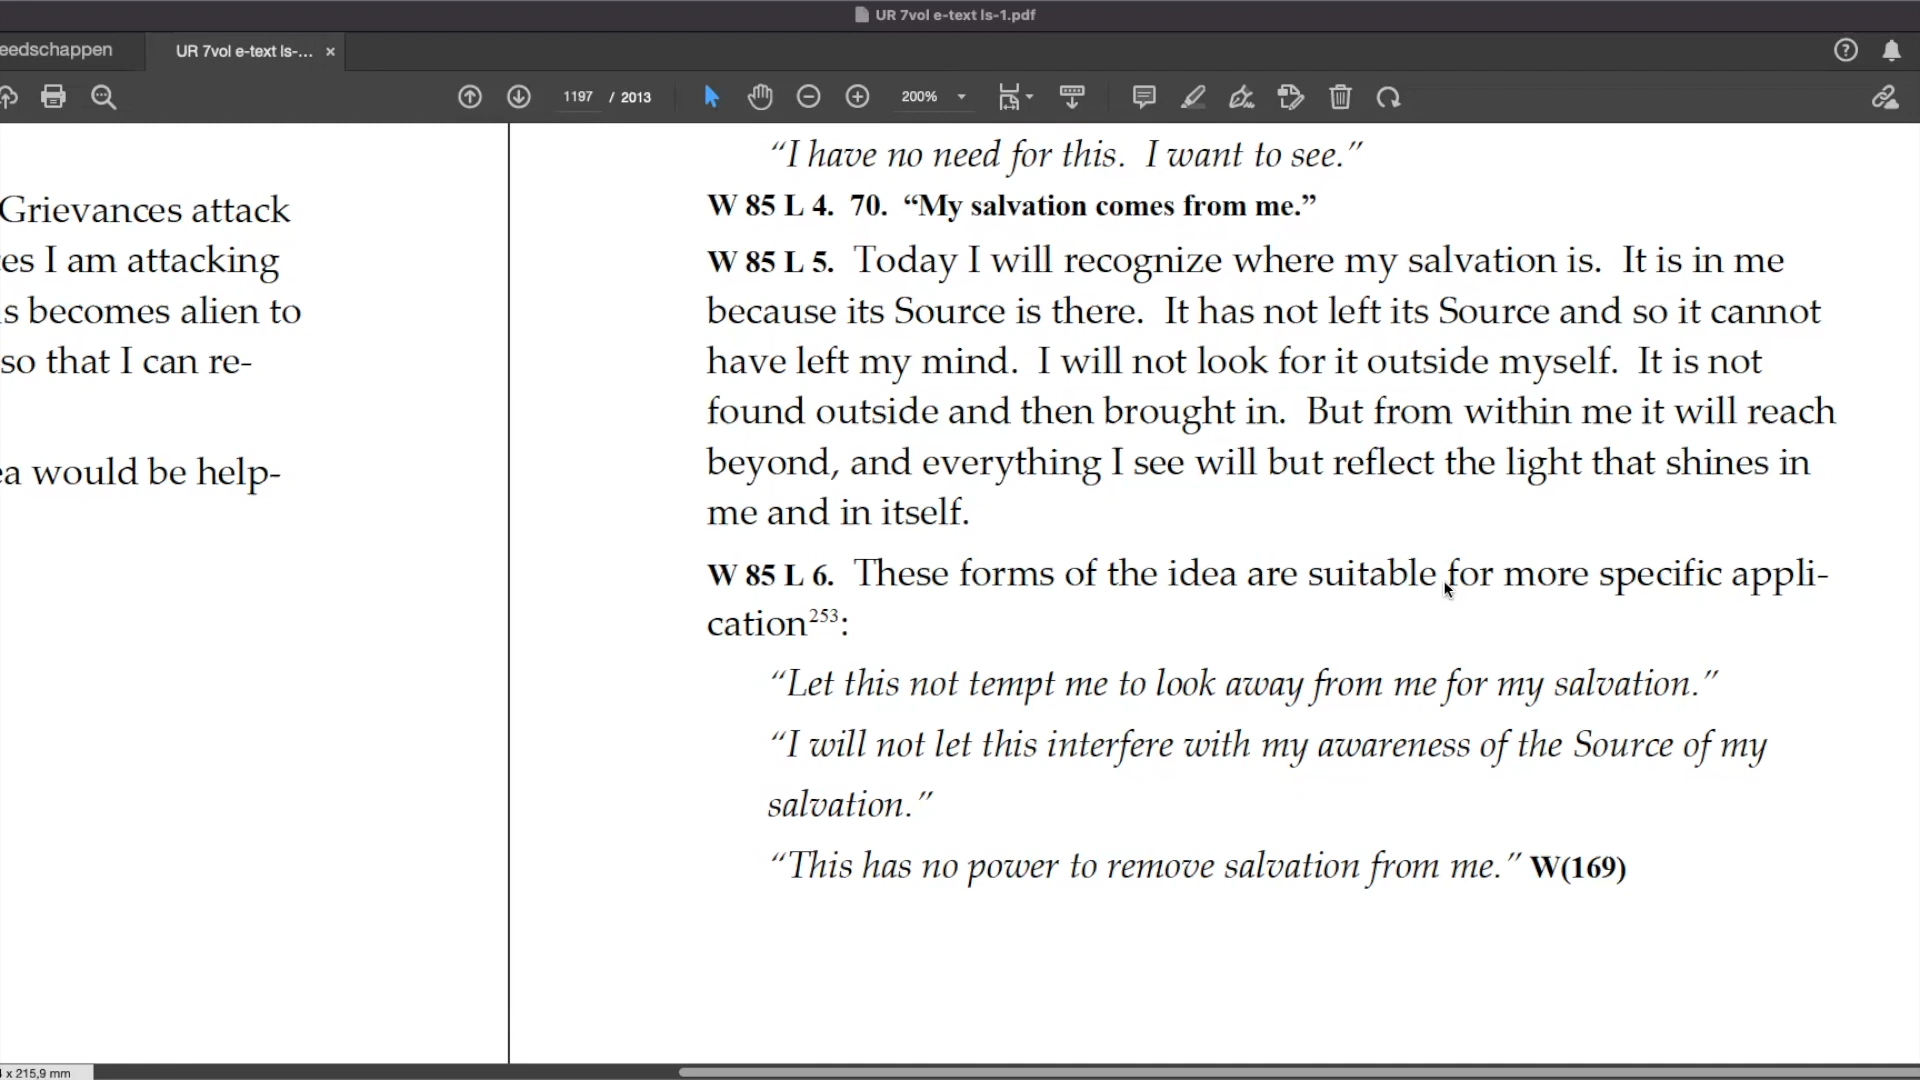 UR 7vol e-text ls-1.pdf
eedschappen
UR 7vol e-text ls-... ×
1197 / 2013
200%
Grievances attack
es I am attacking
s becomes alien to
so that I can re-
ea would be help-
“I have no need for this. I want to see.”
W 85 L 4. 70. “My salvation comes from me.”
W 85 L 5. Today I will recognize where my salvation is. It is in me
because its Source is there. It has not left its Source and so it cannot
have left my mind. I will not look for it outside myself. It is not
found outside and then brought in. But from within me it will reach
beyond, and everything I see will but reflect the light that shines in
me and in itself.
W 85 L 6. These forms of the idea are suitable for more specific appli-
cation253:
“Let this not tempt me to look away from me for my salvation.”
“I will not let this interfere with my awareness of the Source of my
salvation.”
“This has no power to remove salvation from me.” W(169)
x 215,9 mm